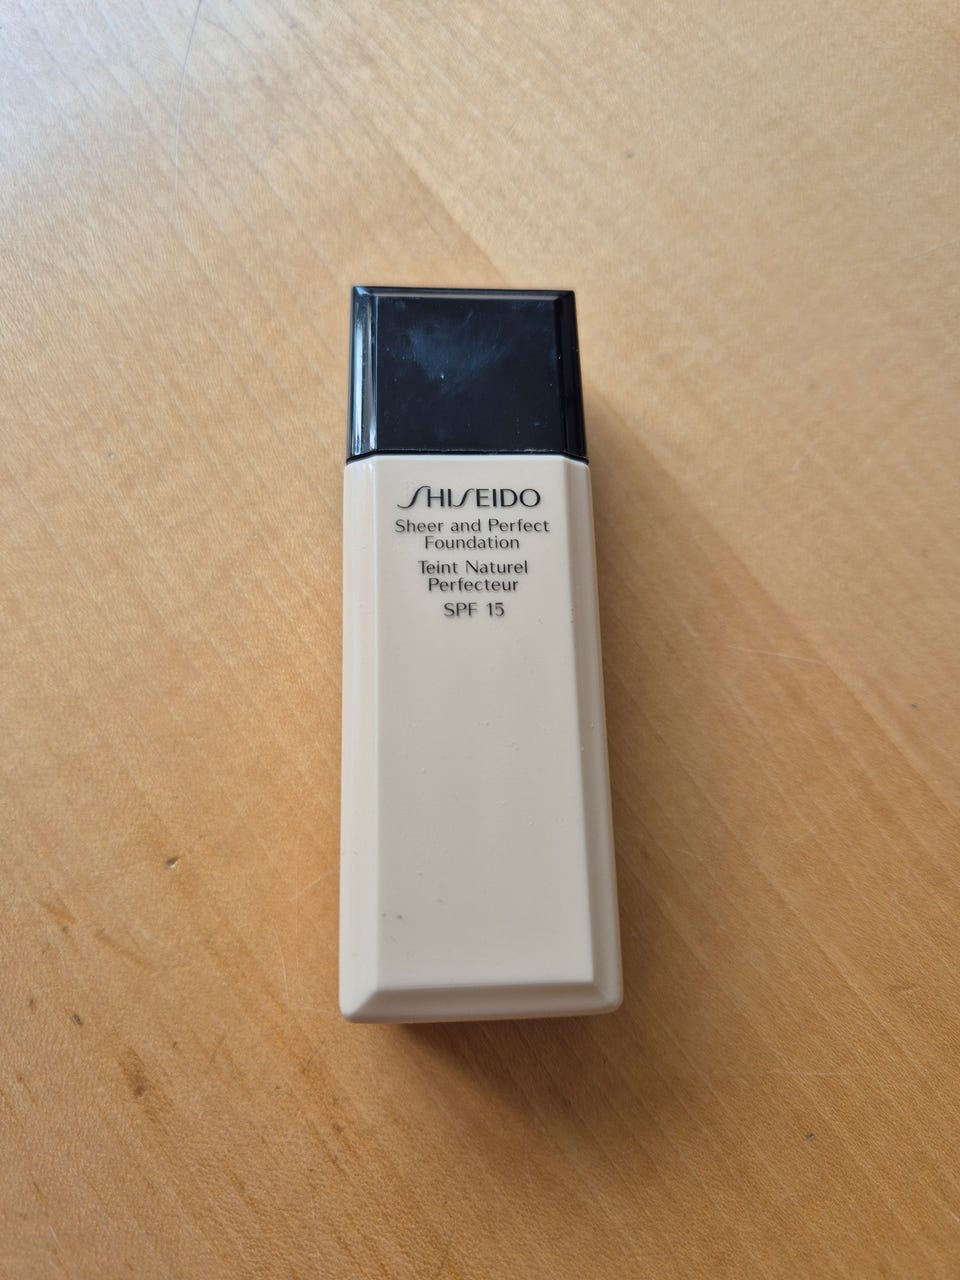 SHISEIDO
Sheer and Perfect
Foundation
Teint Naturel
Perfecteur
SPF 15